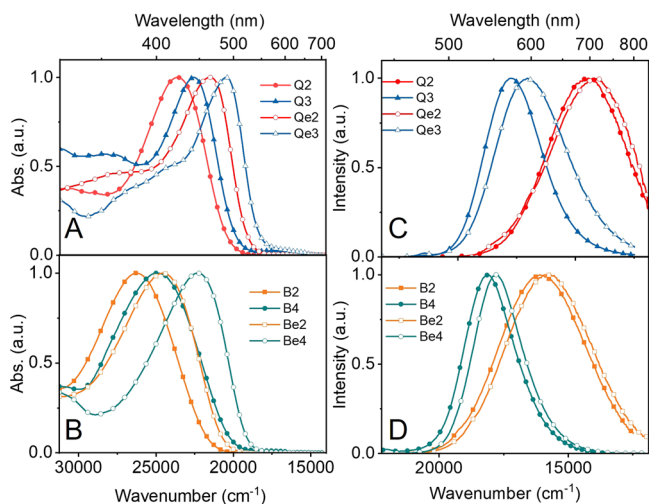 Wavelength (nm)
400 500 600 700
1.0
0.5
0.0
Abs. (a.u.)
Q2
Q3
Qe2
Qe3
A
Wavelength (nm)
500 600 700 800
1.0
0.5
0.0
Intensity (a.u.)
Q2
Q3
Qe2
Qe3
C
1.0
0.5
0.0
Abs. (a.u.)
B2
B4
Be2
Be4
B
30000 25000 20000 15000
Wavenumber (cm⁻¹)
1.0
0.5
0.0
Intensity (a.u.)
B2
B4
Be2
Be4
D
20000 15000
Wavenumber (cm⁻¹)